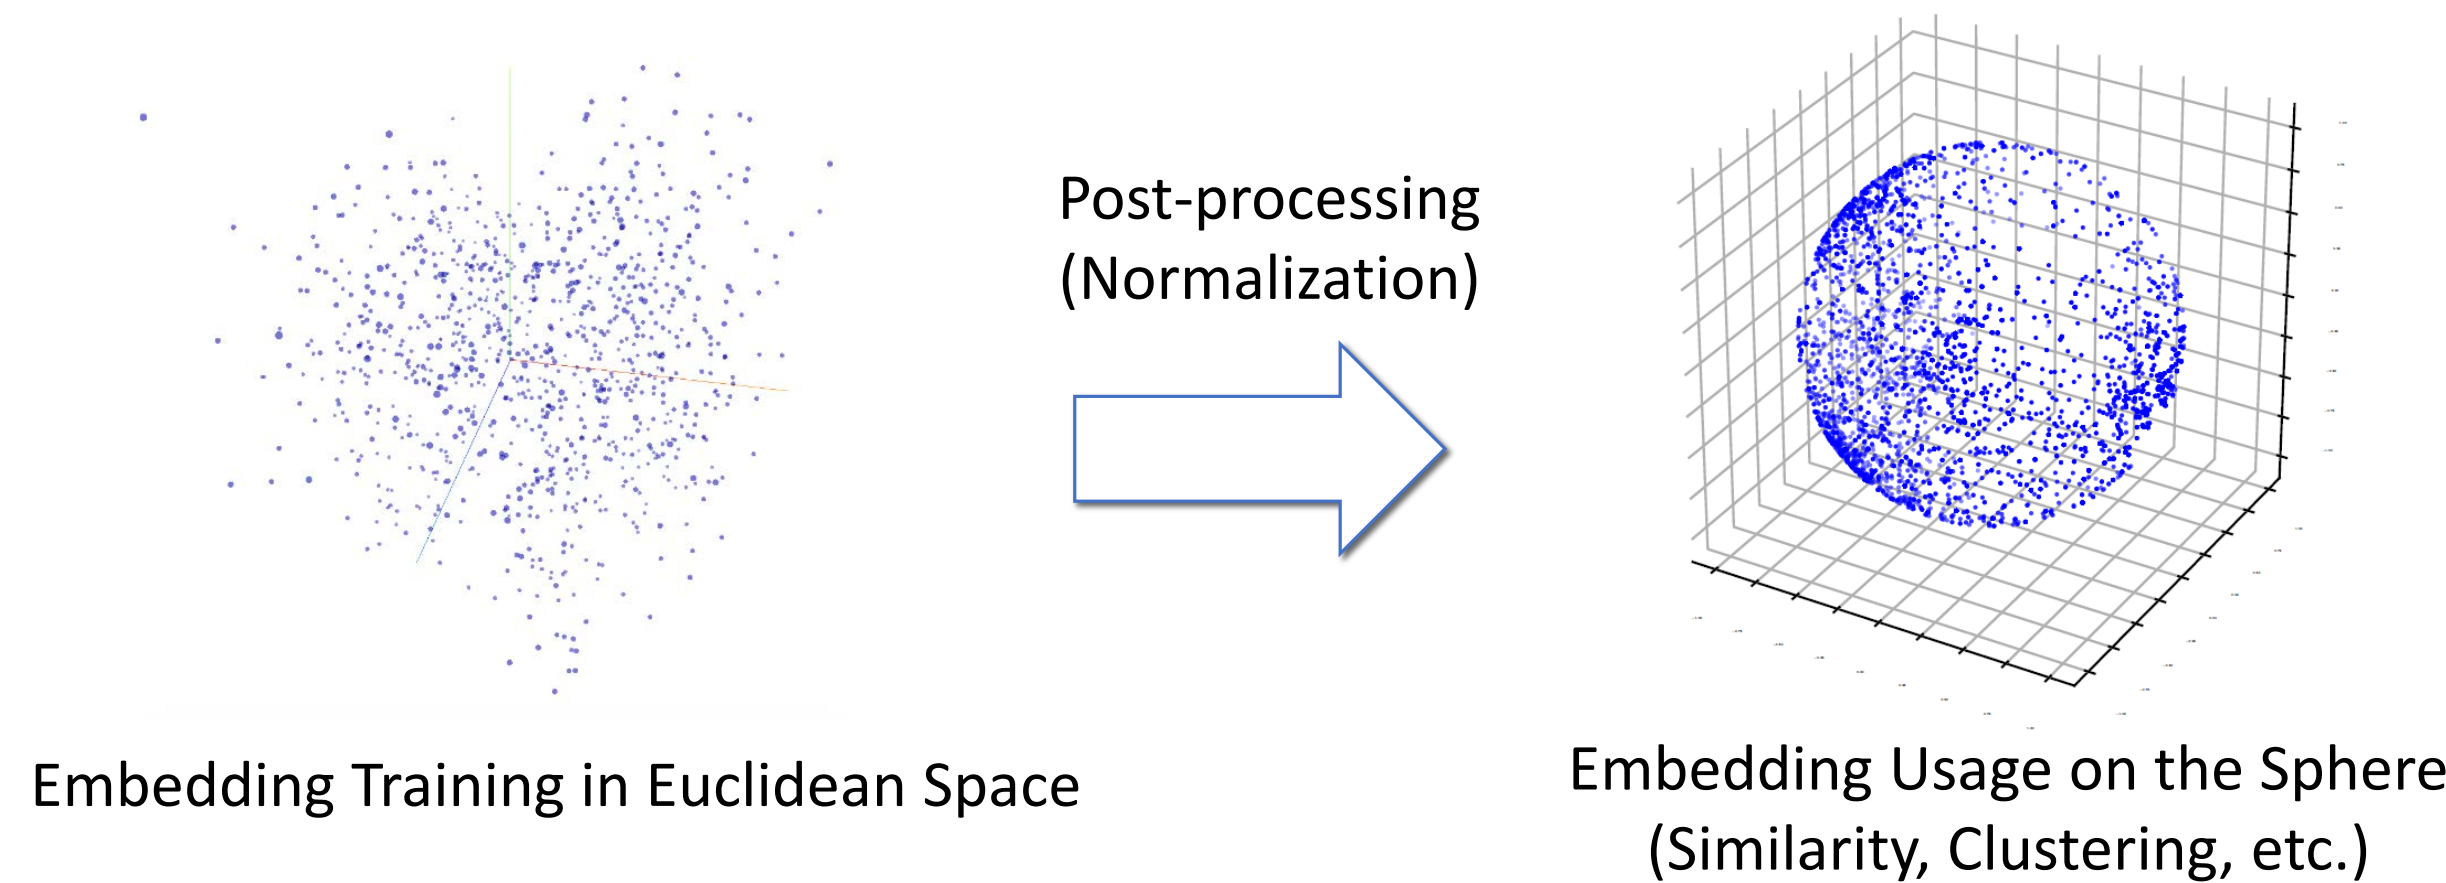 Post-processing
(Normalization)
Embedding Training in Euclidean Space
Embedding Usage on the Sphere
(Similarity, Clustering, etc.)